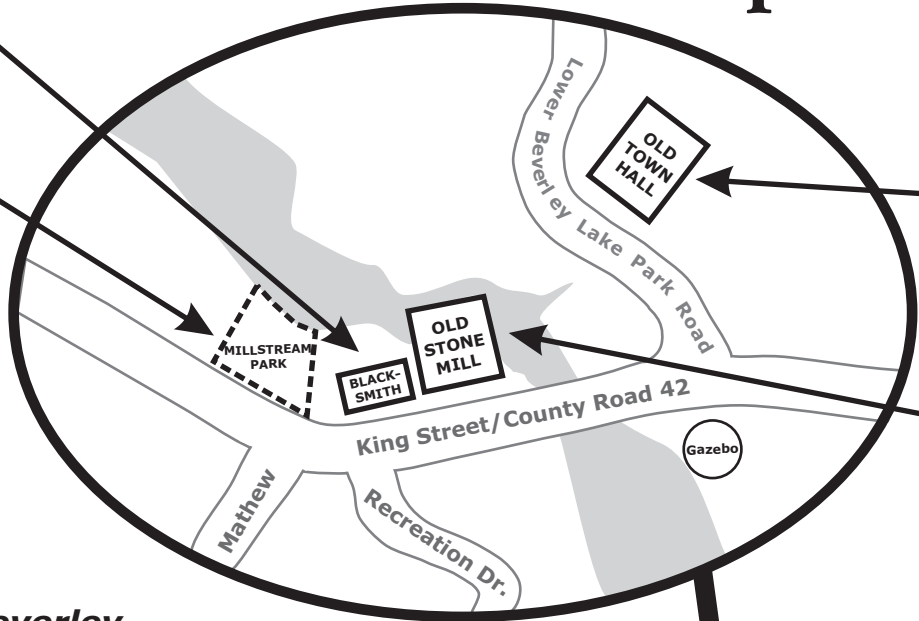 Lower Beverley Lake Park Road
OLD
TOWN
HALL
OLD
STONE
MILL
MILLSTREAM
PARK
BLACK-
SMITH
King Street/County Road 42
Gazebo
Mathew
Recreation Dr.